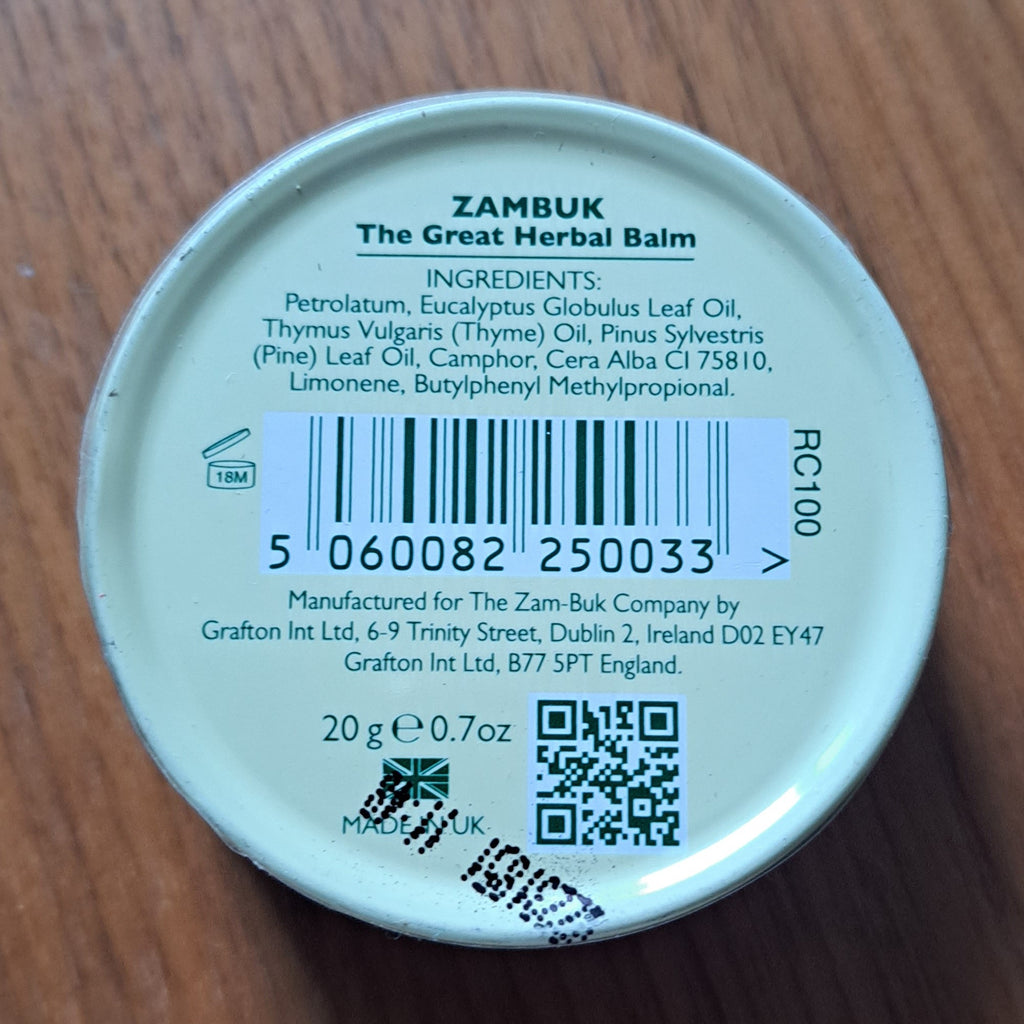 ZAMBUK
The Great Herbal Balm
INGREDIENTS:
Petrolatum, Eucalyptus Globulus Leaf Oil,
Thymus Vulgaris (Thyme) Oil, Pinus Sylvestris
(Pine) Leaf Oil, Camphor, Cera Alba CI 75810,
Limonene, Butylphenyl Methylpropional.
18M
RC100
5 060082 250033 >
Manufactured for The Zam-Buk Company by
Grafton Int Ltd, 6-9 Trinity Street, Dublin 2, Ireland D02 EY47
Grafton Int Ltd, B77 5PT England.
20 g ℮ 0.7oz
MADE IN UK